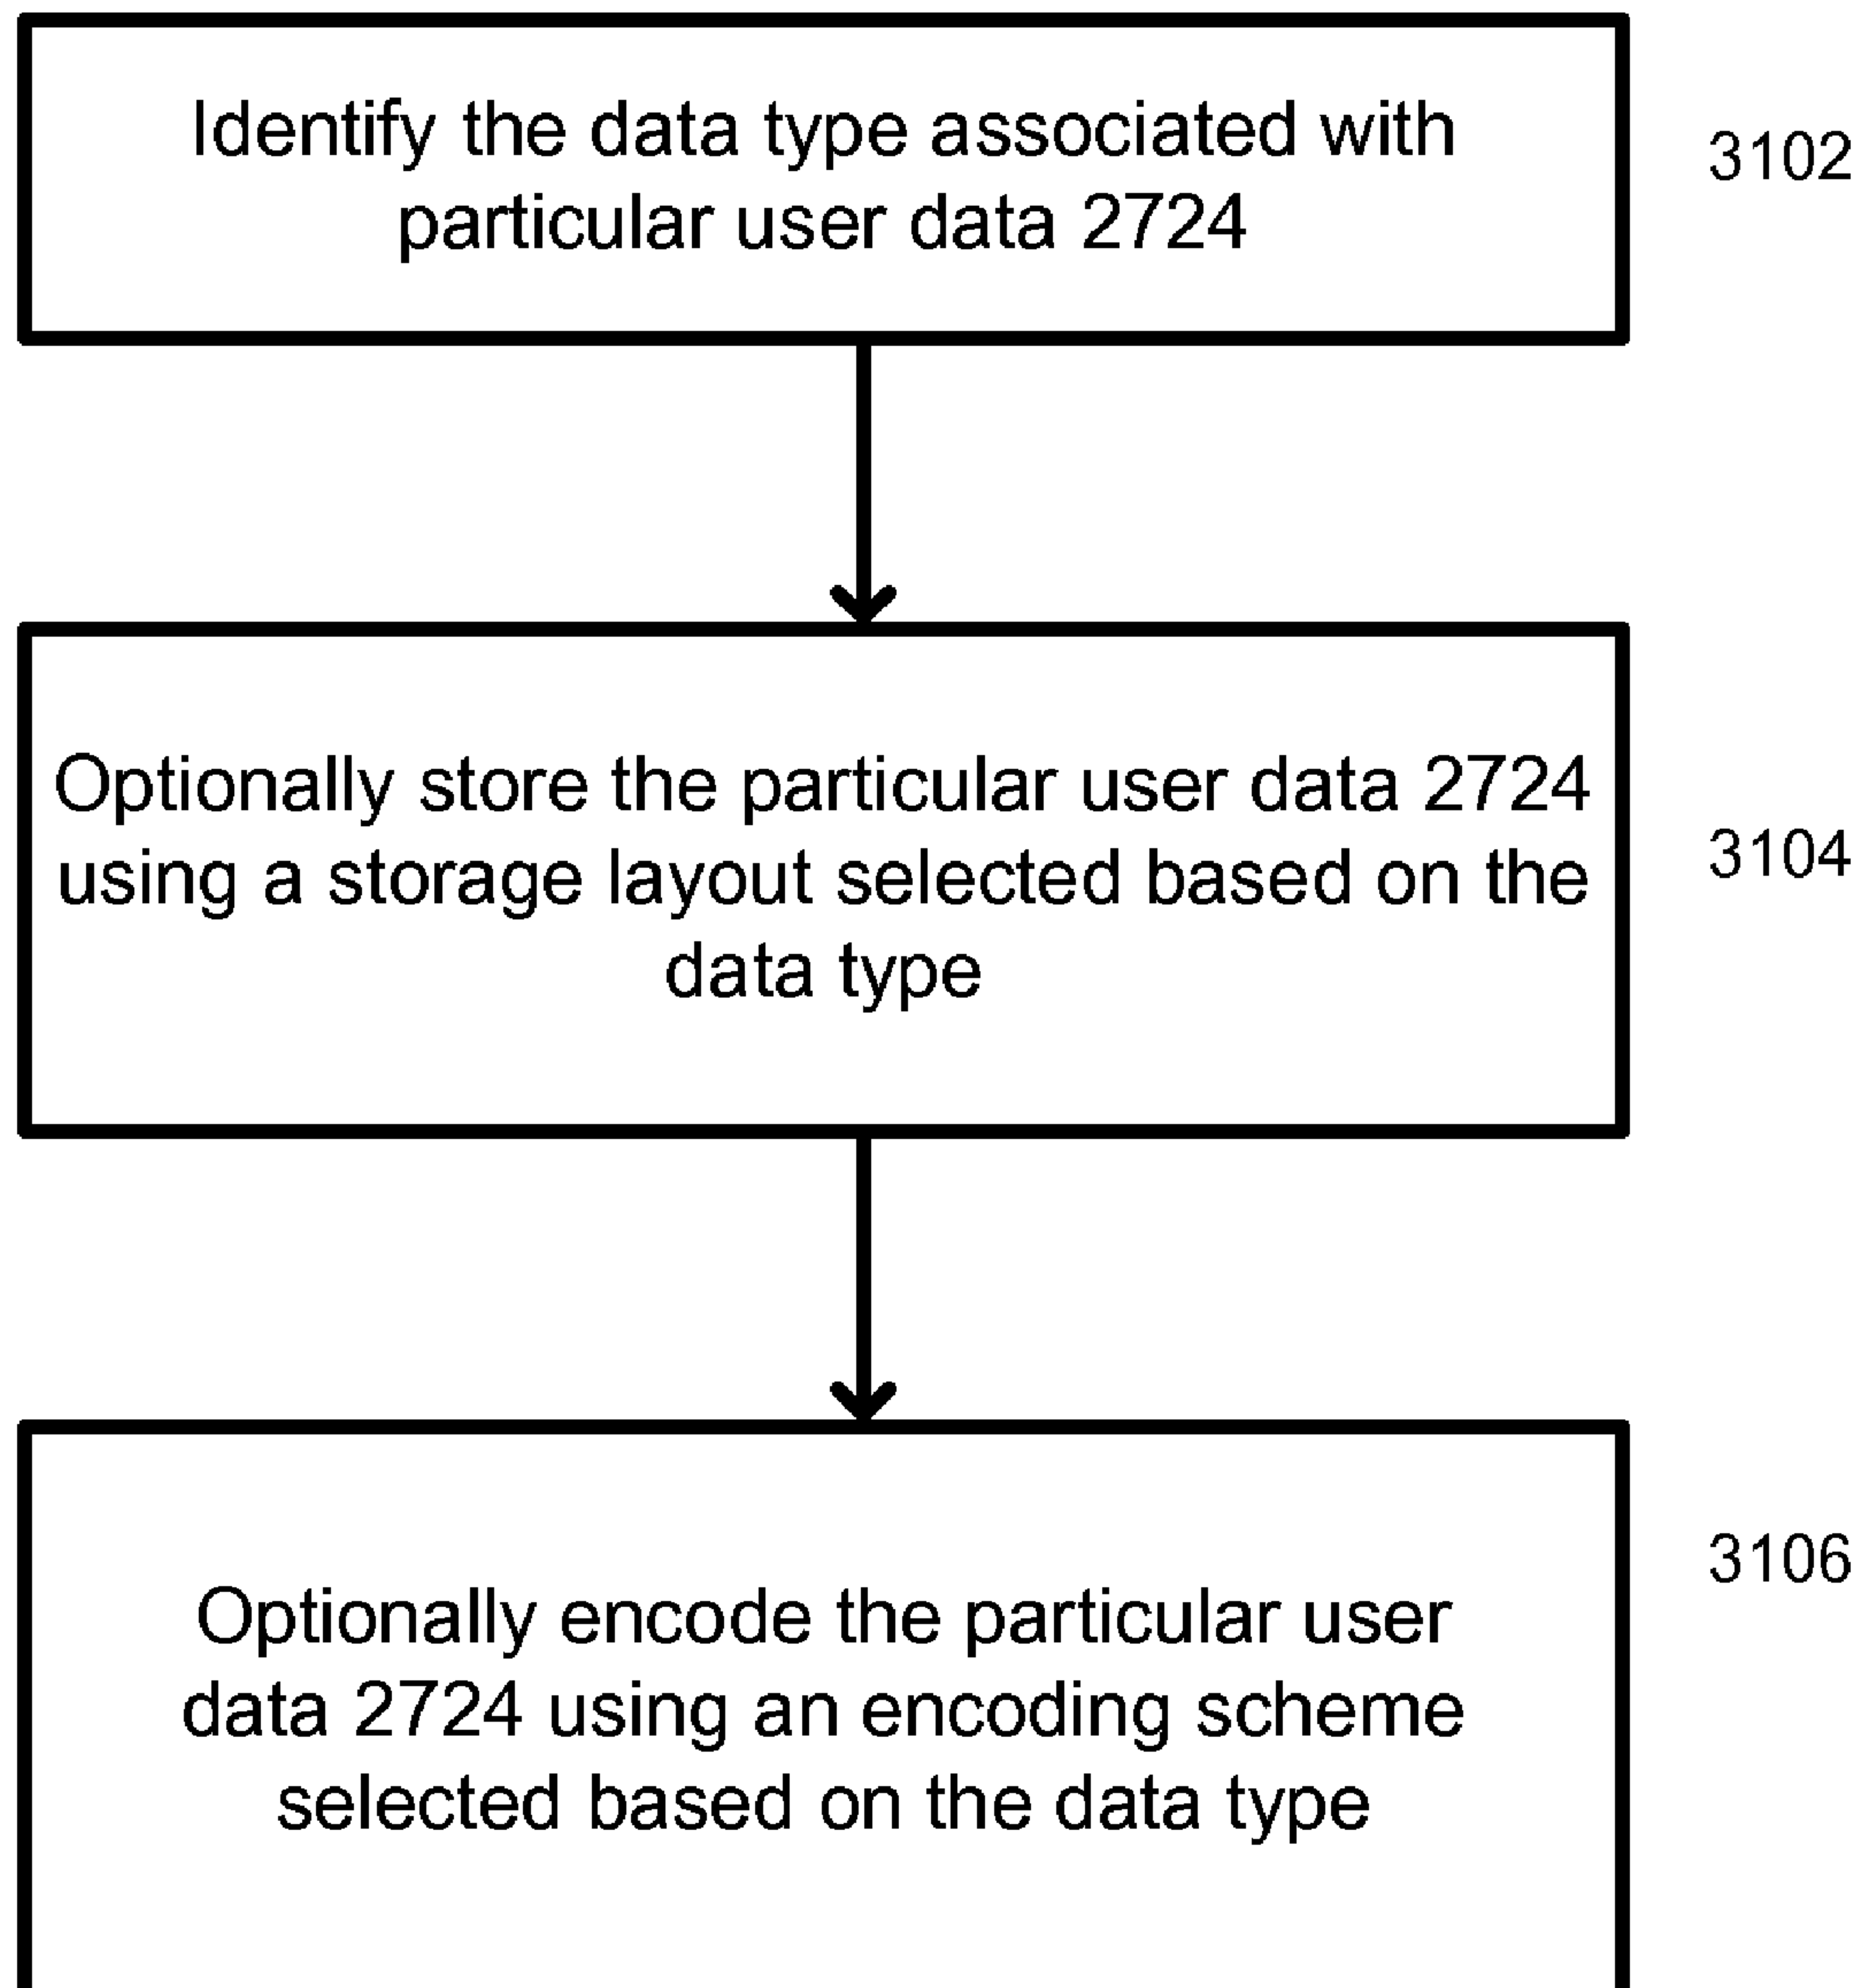 Identify the data type associated with
particular user data 2724
3102
Optionally store the particular user data 2724
using a storage layout selected based on the
data type
3104
Optionally encode the particular user
data 2724 using an encoding scheme
selected based on the data type
3106